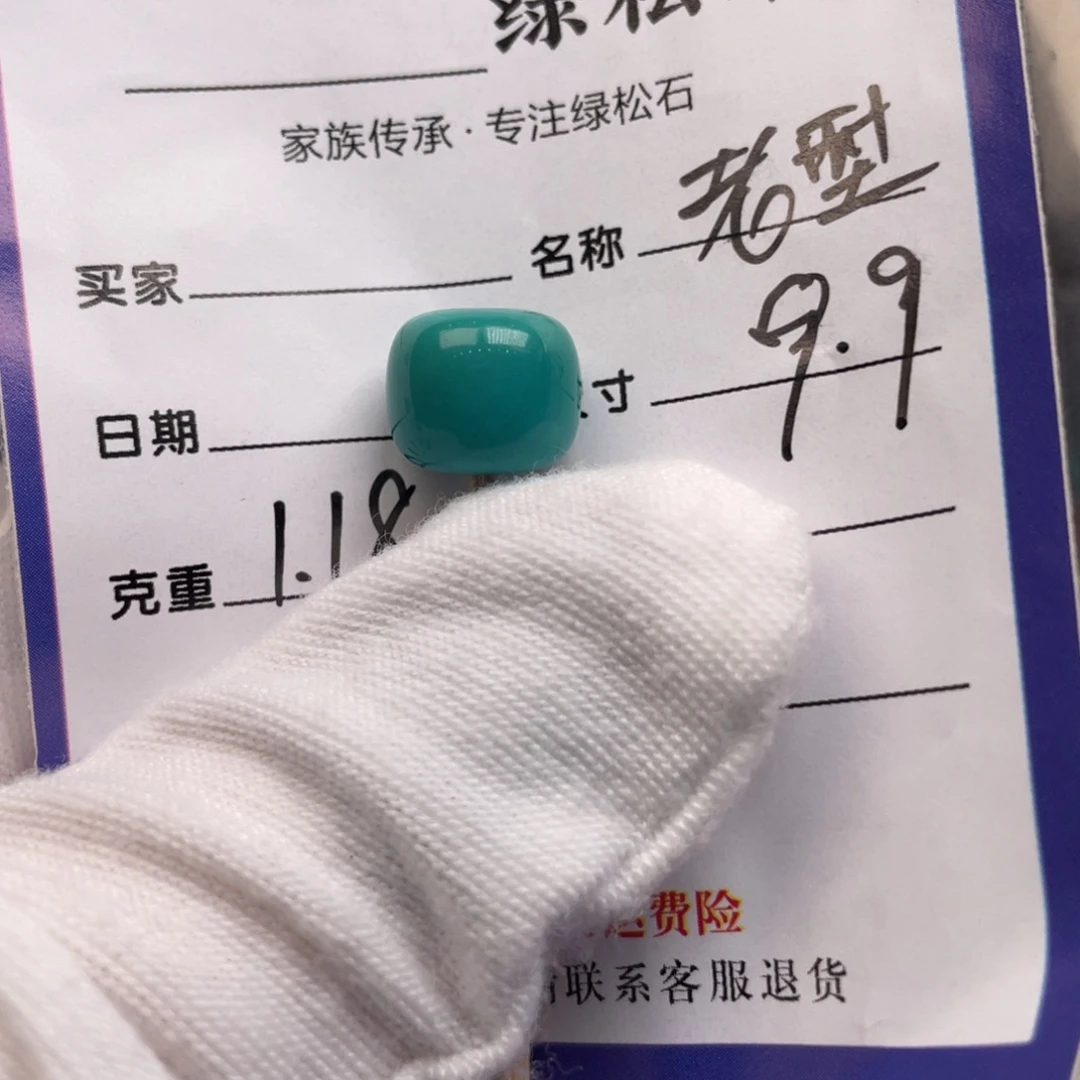 绿松
家族传承·专注绿松石
买家 名称 老型
日期 寸 9.9
克重 1.18
费险
联系客服退货